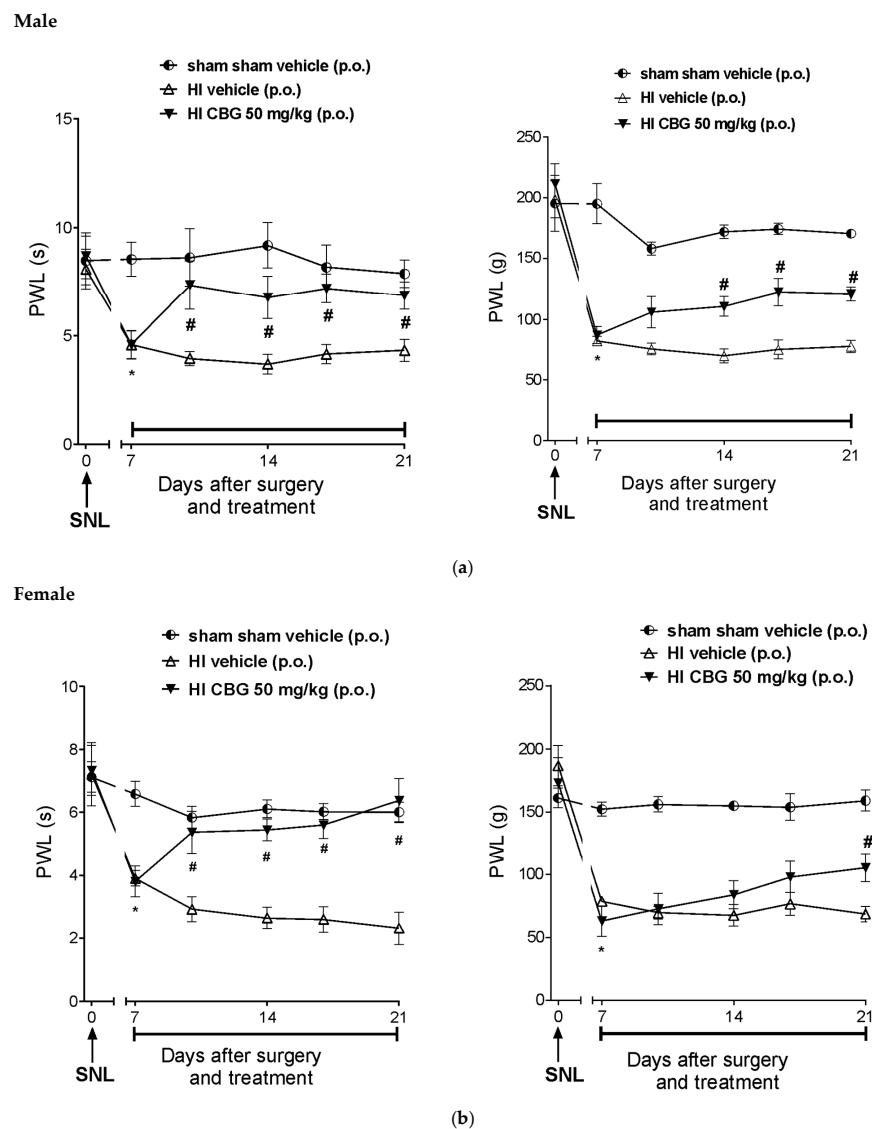 Male
sham sham vehicle (p.o.)
HI vehicle (p.o.)
HI CBG 50 mg/kg (p.o.)
15
10
5
0
PWL (s)
#
#
#
#
*
0
7
14
21
SNL
Days after surgery
and treatment
sham sham vehicle (p.o.)
HI vehicle (p.o.)
HI CBG 50 mg/kg (p.o.)
250
200
150
100
50
0
PWL (g)
#
#
#
*
0
7
14
21
SNL
Days after surgery
and treatment
(a)
Female
sham sham vehicle (p.o.)
HI vehicle (p.o.)
HI CBG 50 mg/kg (p.o.)
10
8
6
4
2
0
PWL (s)
#
#
#
#
*
0
7
14
21
SNL
Days after surgery
and treatment
sham sham vehicle (p.o.)
HI vehicle (p.o.)
HI CBG 50 mg/kg (p.o.)
250
200
150
100
50
0
PWL (g)
#
*
0
7
14
21
SNL
Days after surgery
and treatment
(b)